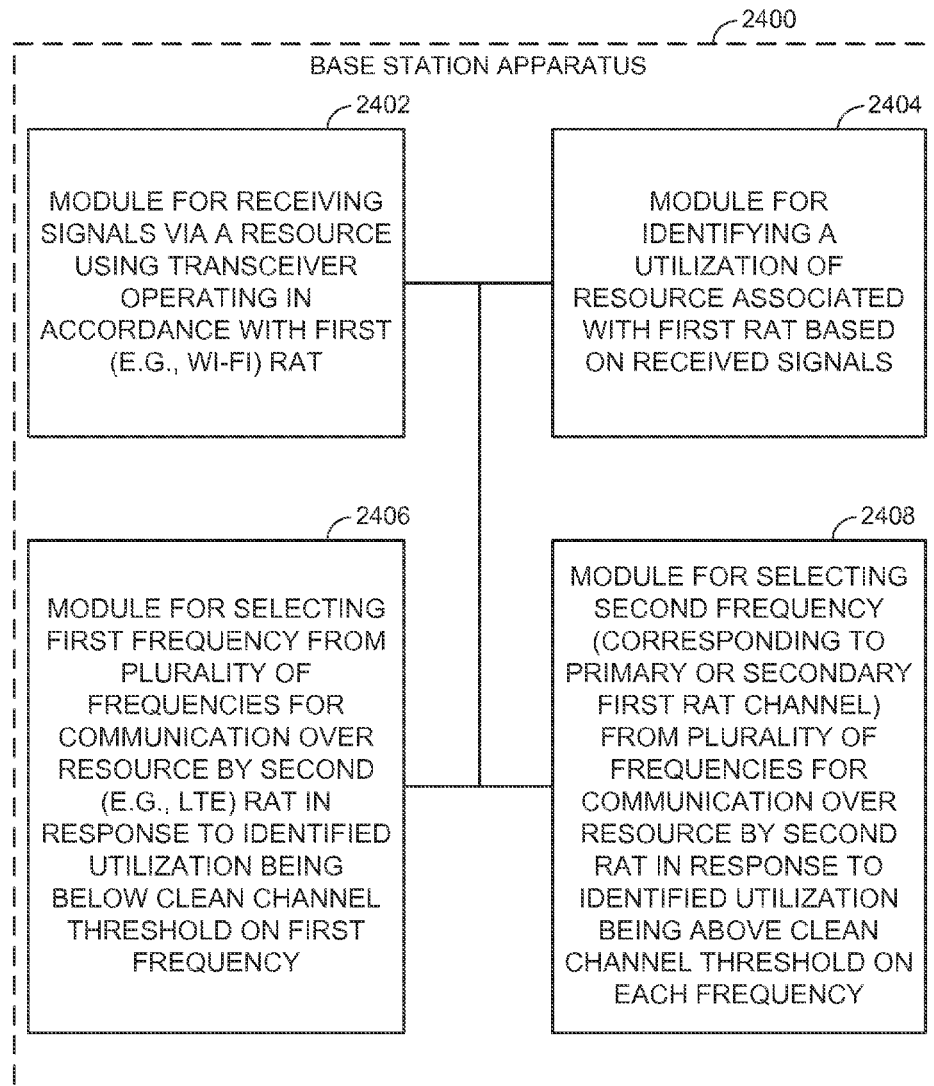 2400
BASE STATION APPARATUS
2402
MODULE FOR RECEIVING
SIGNALS VIA A RESOURCE
USING TRANSCEIVER
OPERATING IN
ACCORDANCE WITH FIRST
(E.G., WI-FI) RAT
2404
MODULE FOR
IDENTIFYING A
UTILIZATION OF
RESOURCE ASSOCIATED
WITH FIRST RAT BASED
ON RECEIVED SIGNALS
2406
MODULE FOR SELECTING
FIRST FREQUENCY FROM
PLURALITY OF
FREQUENCIES FOR
COMMUNICATION OVER
RESOURCE BY SECOND
(E.G., LTE) RAT IN
RESPONSE TO IDENTIFIED
UTILIZATION BEING
BELOW CLEAN CHANNEL
THRESHOLD ON FIRST
FREQUENCY
2408
MODULE FOR SELECTING
SECOND FREQUENCY
(CORRESPONDING TO
PRIMARY OR SECONDARY
FIRST RAT CHANNEL)
FROM PLURALITY OF
FREQUENCIES FOR
COMMUNICATION OVER
RESOURCE BY SECOND
RAT IN RESPONSE TO
IDENTIFIED UTILIZATION
BEING ABOVE CLEAN
CHANNEL THRESHOLD ON
EACH FREQUENCY